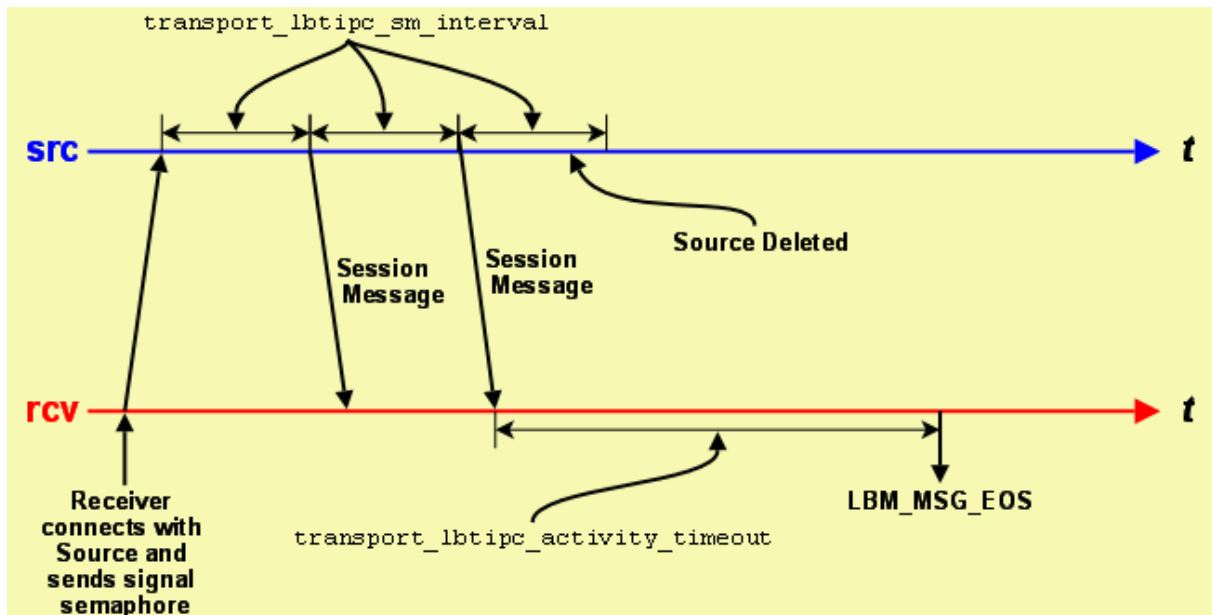 transport_lbtipc_sm_interval
src
t
Source Deleted
Session
Message
Session
Message
rcv
t
Receiver
connects with
Source and
sends signal
semaphore
transport_lbtipc_activity_timeout
LBM_MSG_EOS